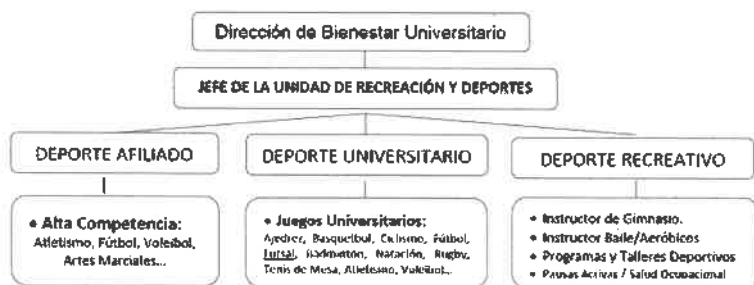 Dirección de Bienestar Universitario
JEFE DE LA UNIDAD DE RECREACIÓN Y DEPORTES
DEPORTE AFILIADO
DEPORTE UNIVERSITARIO
DEPORTE RECREATIVO
• Alta Competencia:
Atletismo, Fútbol, Voleibol,
Artes Marciales...
• Juegos Universitarios:
Ajedrez, Basquetbol, Ciclismo, Fútbol,
Futsal, Badminton, Natación, Rugby,
Tenis de Mesa, Atletismo, Voleibol...
• Instructor de Gimnasio.
• Instructor Baile/Aeróbicos
• Programas y Talleres Deportivos
• Pausas Activas / Salud Ocupacional